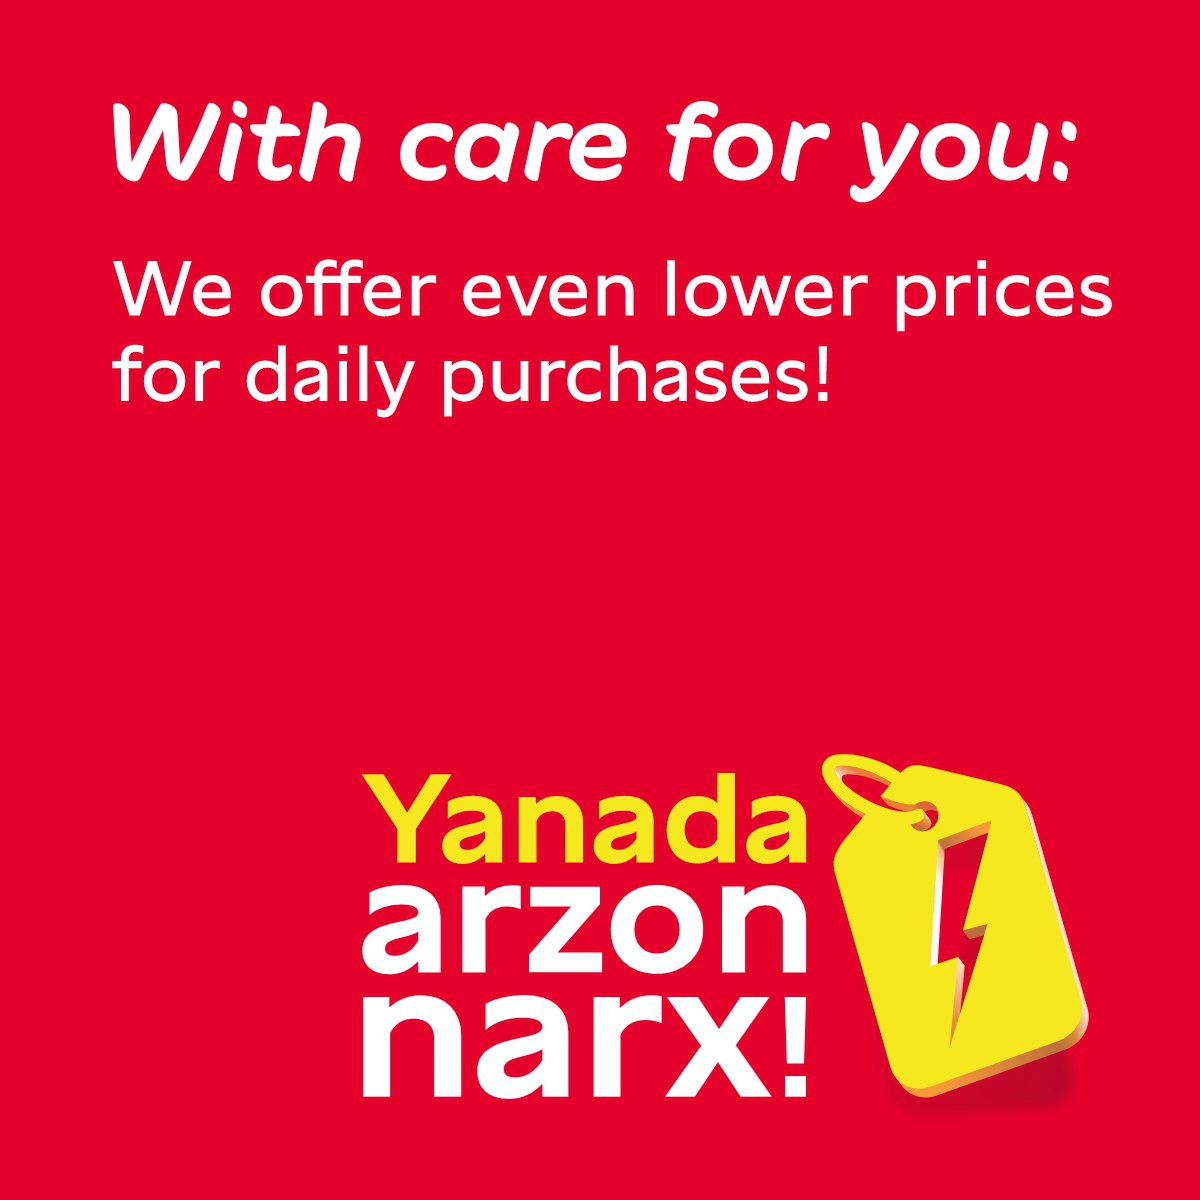 With care for you:
We offer even lower prices
for daily purchases!
Yanada
arzon
narx!